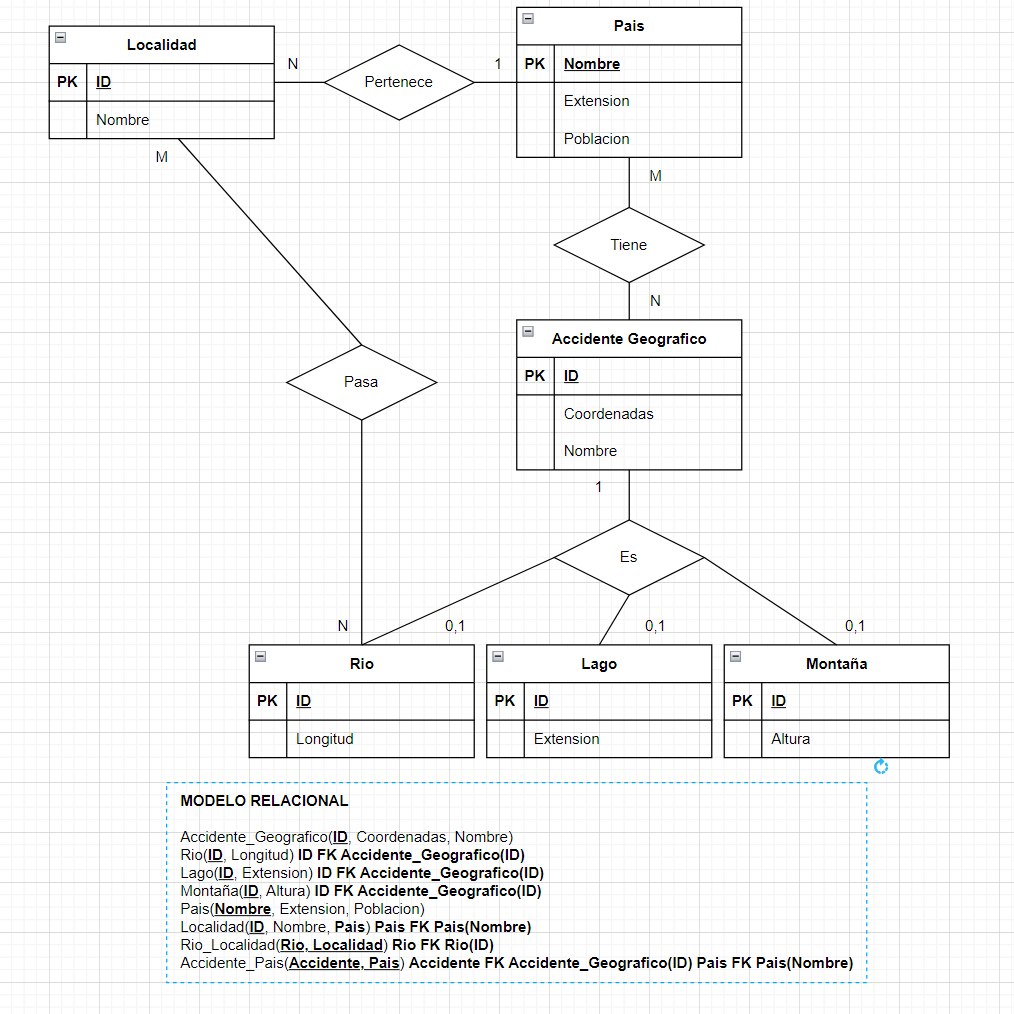 Localidad
PK ID
Nombre
N
Pertenece
1
Pais
PK Nombre
Extension
Poblacion
M
M
Tiene
N
Accidente Geografico
PK ID
Coordenadas
Nombre
1
Pasa
Es
N
0,1
0,1
0,1
Rio
PK ID
Longitud
Lago
PK ID
Extension
Montaña
PK ID
Altura
MODELO RELACIONAL
Accidente_Geografico(ID, Coordenadas, Nombre)
Rio(ID, Longitud) ID FK Accidente_Geografico(ID)
Lago(ID, Extension) ID FK Accidente_Geografico(ID)
Montaña(ID, Altura) ID FK Accidente_Geografico(ID)
Pais(Nombre, Extension, Poblacion)
Localidad(ID, Nombre, Pais) Pais FK Pais(Nombre)
Rio_Localidad(Rio, Localidad) Rio FK Rio(ID)
Accidente_Pais(Accidente, Pais) Accidente FK Accidente_Geografico(ID) Pais FK Pais(Nombre)